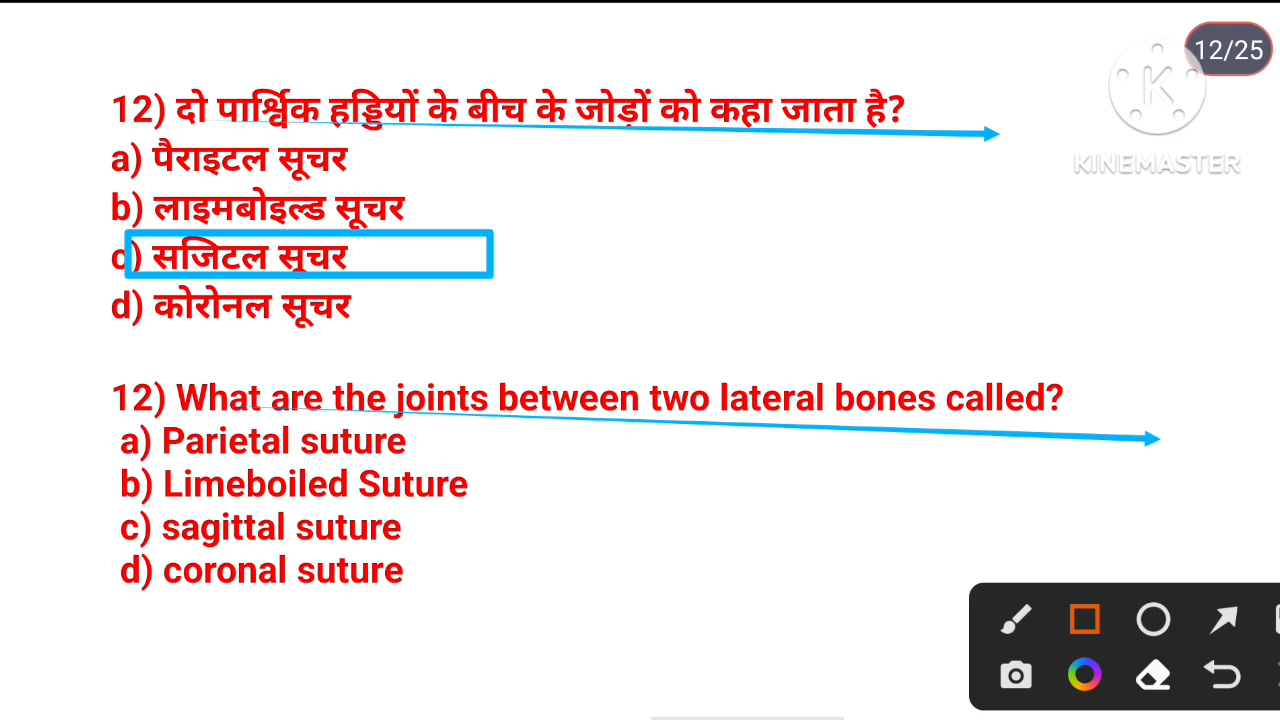 12/25
KINEMASTER
12) दो पार्श्विक हड्डियों के बीच के जोड़ों को कहा जाता है?
a) पैराइटल सूचर
b) लाइमबोइल्ड सूचर
c) सजिटल सूचर
d) कोरोनल सूचर
12) What are the joints between two lateral bones called?
a) Parietal suture
b) Limeboiled Suture
c) sagittal suture
d) coronal suture